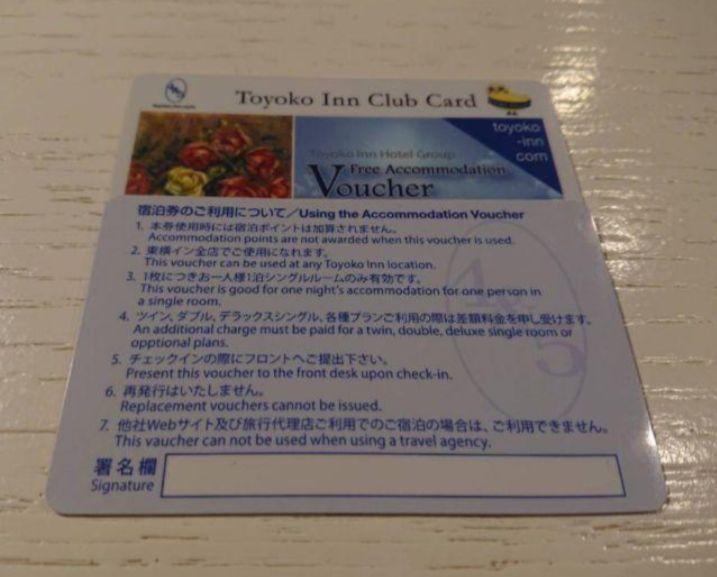 Toyoko Inn Club Card
toyoko
-inn
com
Toyoko Inn Hotel Group
Free Accommodation
Voucher
宿泊券のご利用について/Using the Accommodation Voucher
1. 本券使用時には宿泊ポイントは加算されません。
Accommodation points are not awarded when this voucher is used.
2. 東横イン全店でご使用になれます。
This voucher can be used at any Toyoko Inn location.
3. 1枚につきお一人様1泊シングルルームのみ有効です。
This voucher is good for one night's accommodation for one person in
a single room.
4. ツイン、ダブル、デラックスシングル、各種プランご利用の際は差額料金を申し受けます。
An additional charge must be paid for a twin, double, deluxe single room or
opptional plans.
5. チェックインの際にフロントへご提出下さい。
Present this voucher to the front desk upon check-in.
6. 再発行はいたしません。
Replacement vouchers cannot be issued.
7. 他社Webサイト及び旅行代理店ご利用でのご宿泊の場合は、ご利用できません。
This vaucher can not be used when using a travel agency.
署名欄
Signature